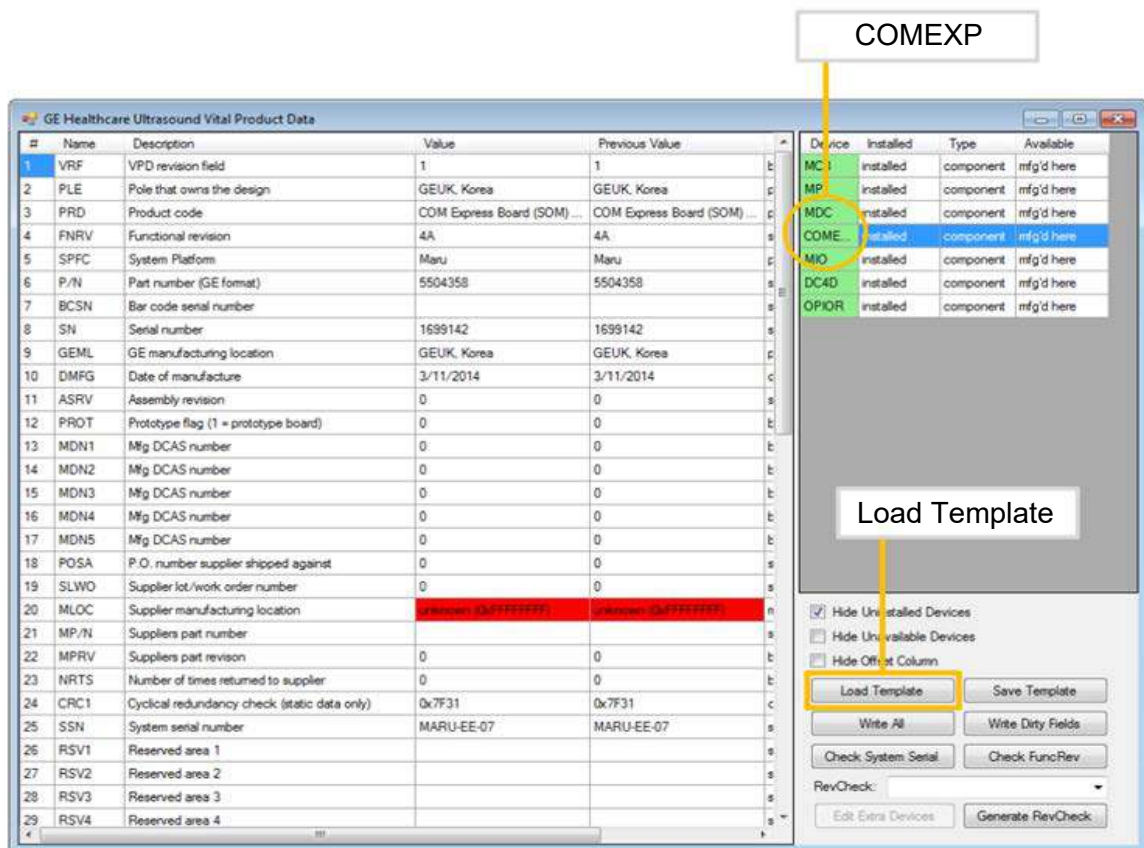 COMEXP
GE Healthcare Ultrasound Vital Product Data
# Name Description Value Previous Value
1 VRF VPD revision field 1 1
2 PLE Pole that owns the design GEUK, Korea GEUK, Korea
3 PRD Product code COM Express Board (SOM) ... COM Express Board (SOM) ...
4 FNRV Functional revision 4A 4A
5 SPFC System Platform Maru Maru
6 P/N Part number (GE format) 5504358 5504358
7 BCSN Bar code serial number
8 SN Serial number 1699142 1699142
9 GEML GE manufacturing location GEUK, Korea GEUK, Korea
10 DMFG Date of manufacture 3/11/2014 3/11/2014
11 ASRV Assembly revision 0 0
12 PROT Prototype flag (1 = prototype board) 0 0
13 MDN1 Mfg DCAS number 0 0
14 MDN2 Mfg DCAS number 0 0
15 MDN3 Mfg DCAS number 0 0
16 MDN4 Mfg DCAS number 0 0
17 MDN5 Mfg DCAS number 0 0
18 POSA P.O. number supplier shipped against 0 0
19 SLWO Supplier lot/work order number 0 0
20 MLOC Supplier manufacturing location unknown (0xFFFFFFFF) unknown (0xFFFFFFFF)
21 MP/N Suppliers part number
22 MPRV Suppliers part revison 0 0
23 NRTS Number of times returned to supplier 0 0
24 CRC1 Cyclical redundancy check (static data only) 0x7F31 0x7F31
25 SSN System serial number MARU-EE-07 MARU-EE-07
26 RSV1 Reserved area 1
27 RSV2 Reserved area 2
28 RSV3 Reserved area 3
29 RSV4 Reserved area 4
Device Installed Type Available
installed component mfg'd here
installed component mfg'd here
MDC installed component mfg'd here
COME... installed component mfg'd here
MIO installed component mfg'd here
DC4D installed component mfg'd here
OPIOR installed component mfg'd here
Load Template
Hide Uninstalled Devices
Hide Unavailable Devices
Hide Offset Column
Load Template Save Template
Write All Write Dirty Fields
Check System Serial Check FuncRev
RevCheck:
Edit Extra Devices Generate RevCheck